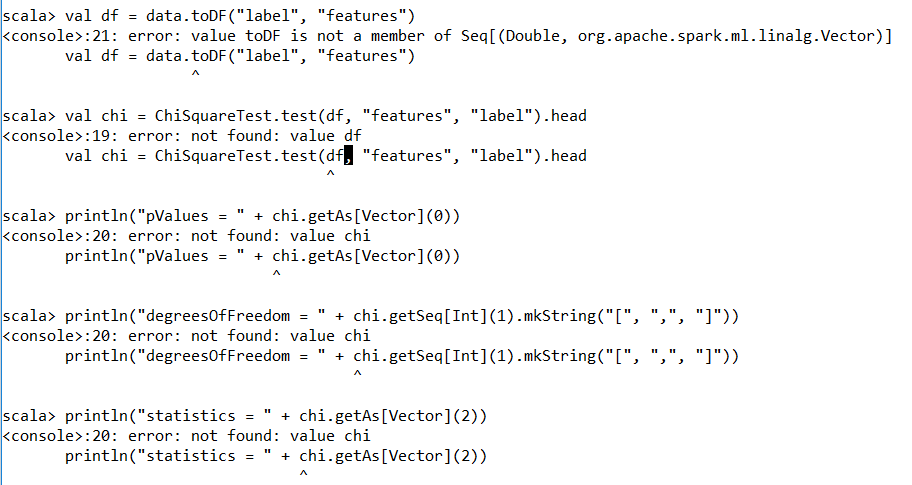 scala> val df = data.toDF("label", "features")
<console>:21: error: value toDF is not a member of Seq[(Double, org.apache.spark.ml.linalg.Vector)]
       val df = data.toDF("label", "features")
                     ^
scala> val chi = ChiSquareTest.test(df, "features", "label").head
<console>:19: error: not found: value df
       val chi = ChiSquareTest.test(df, "features", "label").head
                                    ^
scala> println("pValues = " + chi.getAs[Vector](0))
<console>:20: error: not found: value chi
       println("pValues = " + chi.getAs[Vector](0))
                              ^
scala> println("degreesOfFreedom = " + chi.getSeq[Int](1).mkString("[", ",", "]"))
<console>:20: error: not found: value chi
       println("degreesOfFreedom = " + chi.getSeq[Int](1).mkString("[", ",", "]"))
                                       ^
scala> println("statistics = " + chi.getAs[Vector](2))
<console>:20: error: not found: value chi
       println("statistics = " + chi.getAs[Vector](2))
                                 ^